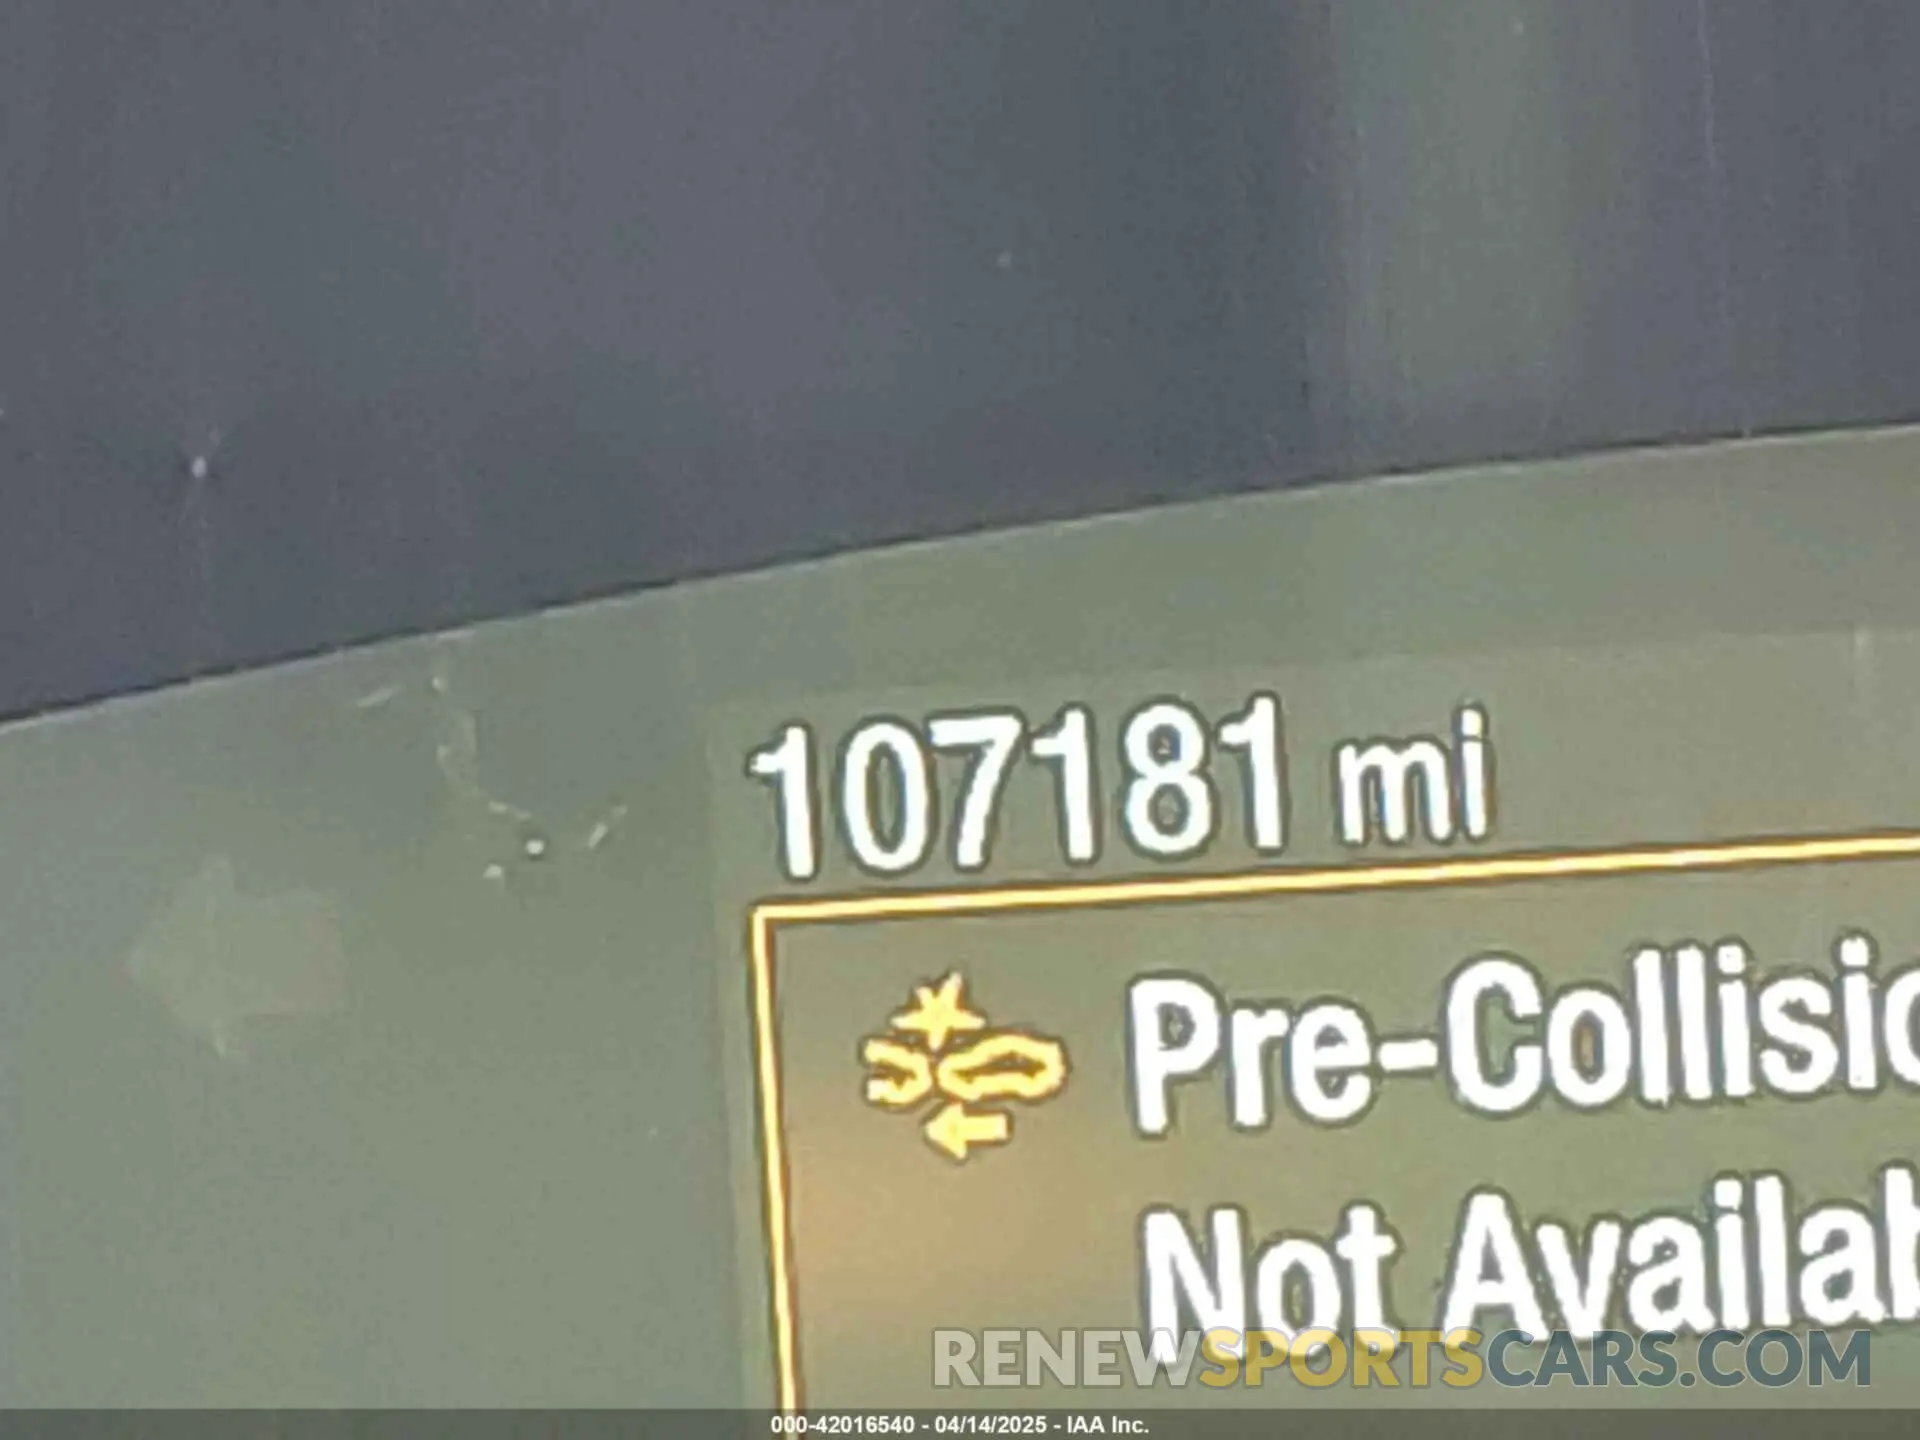 107181 mi
Pre-Collisio
Not Availab
RENEWSPORTSCARS.COM
000-42016540 - 04/14/2025 - IAA Inc.